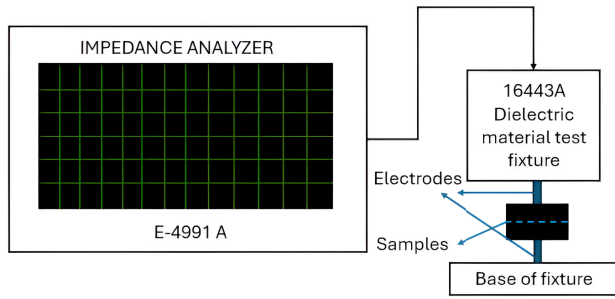 IMPEDANCE ANALYZER
E-4991 A
16443A
Dielectric
material test
fixture
Electrodes
Samples
Base of fixture